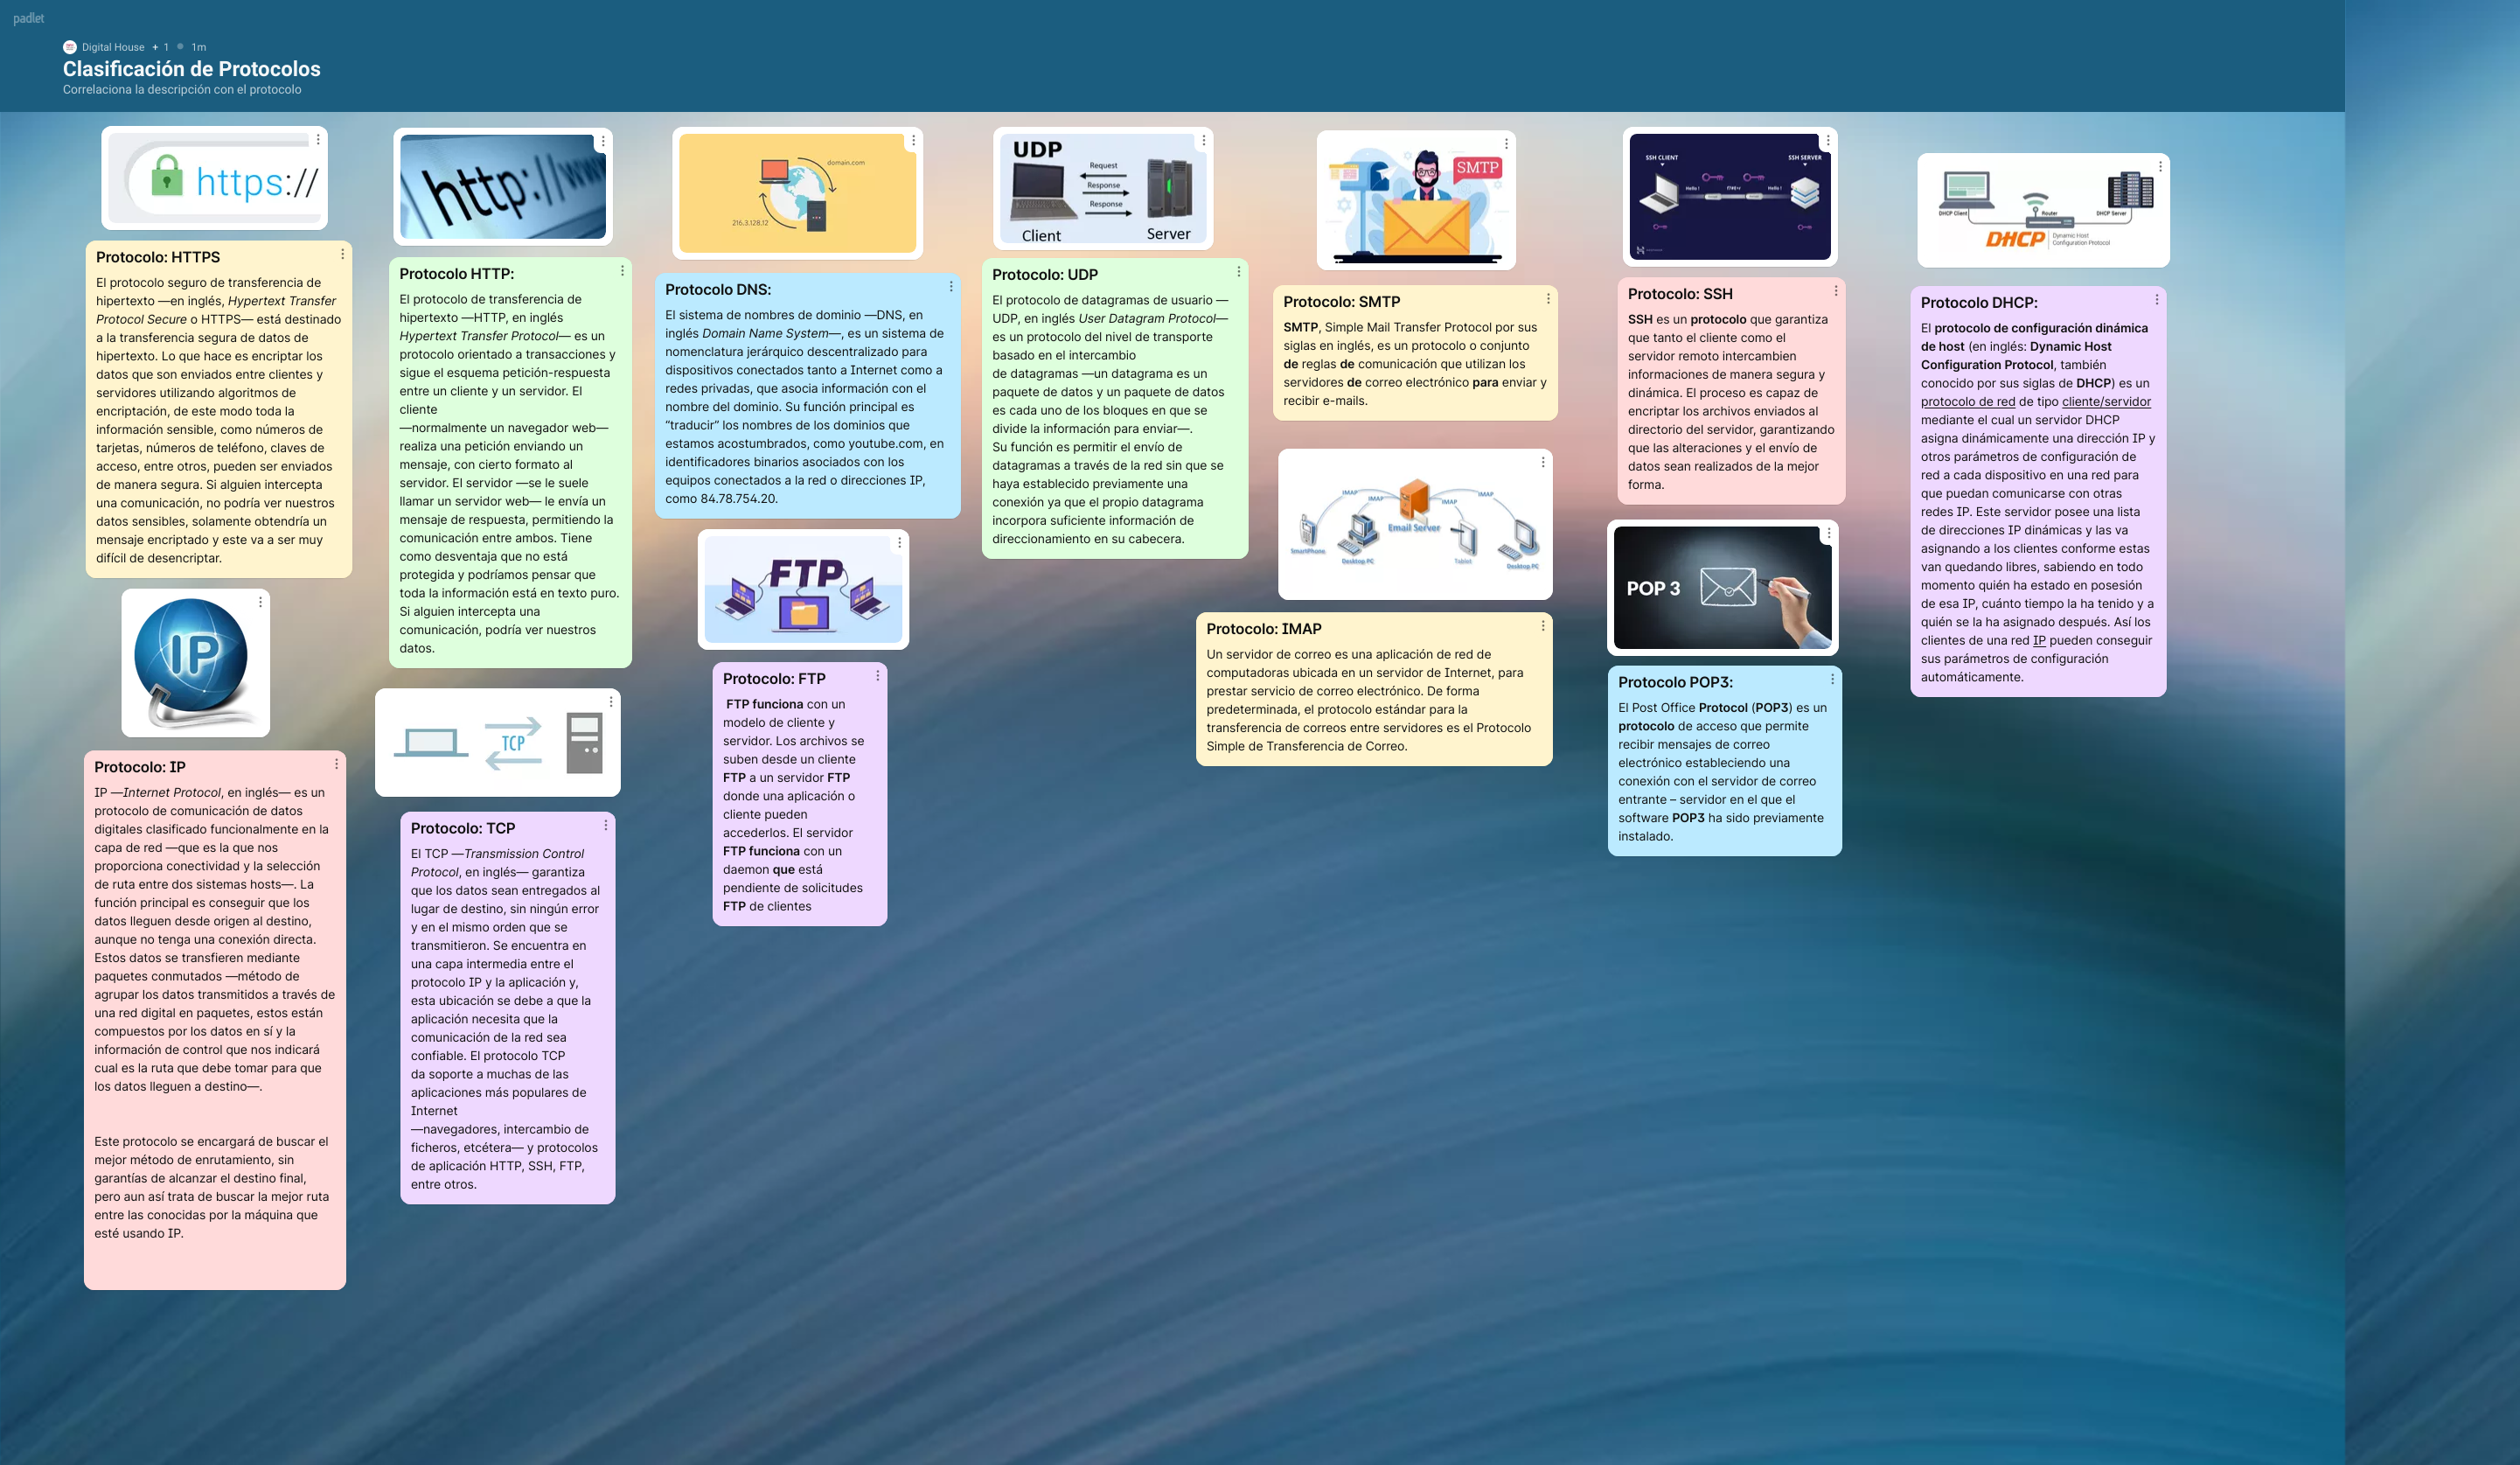 padlet
Digital House + 1 1m
Clasificación de Protocolos
Correlaciona la descripción con el protocolo
https://
Protocolo: HTTPS
El protocolo seguro de transferencia de
hipertexto —en inglés, Hypertext Transfer
Protocol Secure o HTTPS— está destinado
a la transferencia segura de datos de
hipertexto. Lo que hace es encriptar los
datos que son enviados entre clientes y
servidores utilizando algoritmos de
encriptación, de este modo toda la
información sensible, como números de
tarjetas, números de teléfono, claves de
acceso, entre otros, pueden ser enviados
de manera segura. Si alguien intercepta
una comunicación, no podría ver nuestros
datos sensibles, solamente obtendría un
mensaje encriptado y este va a ser muy
difícil de desencriptar.
IP
Protocolo: IP
IP —Internet Protocol, en inglés— es un
protocolo de comunicación de datos
digitales clasificado funcionalmente en la
capa de red —que es la que nos
proporciona conectividad y la selección
de ruta entre dos sistemas hosts—. La
función principal es conseguir que los
datos lleguen desde origen al destino,
aunque no tenga una conexión directa.
Estos datos se transfieren mediante
paquetes conmutados —método de
agrupar los datos transmitidos a través de
una red digital en paquetes, estos están
compuestos por los datos en sí y la
información de control que nos indicará
cual es la ruta que debe tomar para que
los datos lleguen a destino—.
Este protocolo se encargará de buscar el
mejor método de enrutamiento, sin
garantías de alcanzar el destino final,
pero aun así trata de buscar la mejor ruta
entre las conocidas por la máquina que
esté usando IP.
http://www
Protocolo HTTP:
El protocolo de transferencia de
hipertexto —HTTP, en inglés
Hypertext Transfer Protocol— es un
protocolo orientado a transacciones y
sigue el esquema petición-respuesta
entre un cliente y un servidor. El
cliente
—normalmente un navegador web—
realiza una petición enviando un
mensaje, con cierto formato al
servidor. El servidor —se le suele
llamar un servidor web— le envía un
mensaje de respuesta, permitiendo la
comunicación entre ambos. Tiene
como desventaja que no está
protegida y podríamos pensar que
toda la información está en texto puro.
Si alguien intercepta una
comunicación, podría ver nuestros
datos.
TCP
Protocolo: TCP
El TCP —Transmission Control
Protocol, en inglés— garantiza
que los datos sean entregados al
lugar de destino, sin ningún error
y en el mismo orden que se
transmitieron. Se encuentra en
una capa intermedia entre el
protocolo IP y la aplicación y,
esta ubicación se debe a que la
aplicación necesita que la
comunicación de la red sea
confiable. El protocolo TCP
da soporte a muchas de las
aplicaciones más populares de
Internet
—navegadores, intercambio de
ficheros, etcétera— y protocolos
de aplicación HTTP, SSH, FTP,
entre otros.
domain.com
216.3.128.12
Protocolo DNS:
El sistema de nombres de dominio —DNS, en
inglés Domain Name System—, es un sistema de
nomenclatura jerárquico descentralizado para
dispositivos conectados tanto a Internet como a
redes privadas, que asocia información con el
nombre del dominio. Su función principal es
“traducir” los nombres de los dominios que
estamos acostumbrados, como youtube.com, en
identificadores binarios asociados con los
equipos conectados a la red o direcciones IP,
como 84.78.754.20.
FTP
Protocolo: FTP
FTP funciona con un
modelo de cliente y
servidor. Los archivos se
suben desde un cliente
FTP a un servidor FTP
donde una aplicación o
cliente pueden
accederlos. El servidor
FTP funciona con un
daemon que está
pendiente de solicitudes
FTP de clientes
UDP
Request
Response
Response
Client Server
Protocolo: UDP
El protocolo de datagramas de usuario —
UDP, en inglés User Datagram Protocol—
es un protocolo del nivel de transporte
basado en el intercambio
de datagramas —un datagrama es un
paquete de datos y un paquete de datos
es cada uno de los bloques en que se
divide la información para enviar—.
Su función es permitir el envío de
datagramas a través de la red sin que se
haya establecido previamente una
conexión ya que el propio datagrama
incorpora suficiente información de
direccionamiento en su cabecera.
SMTP
Protocolo: SMTP
SMTP, Simple Mail Transfer Protocol por sus
siglas en inglés, es un protocolo o conjunto
de reglas de comunicación que utilizan los
servidores de correo electrónico para enviar y
recibir e-mails.
IMAP IMAP IMAP IMAP
Email Server
SmartPhone Desktop PC Tablet Desktop PC
Protocolo: IMAP
Un servidor de correo es una aplicación de red de
computadoras ubicada en un servidor de Internet, para
prestar servicio de correo electrónico. De forma
predeterminada, el protocolo estándar para la
transferencia de correos entre servidores es el Protocolo
Simple de Transferencia de Correo.
SSH CLIENT SSH SERVER
Hello ! Hello !
Protocolo: SSH
SSH es un protocolo que garantiza
que tanto el cliente como el
servidor remoto intercambien
informaciones de manera segura y
dinámica. El proceso es capaz de
encriptar los archivos enviados al
directorio del servidor, garantizando
que las alteraciones y el envío de
datos sean realizados de la mejor
forma.
POP 3
Protocolo POP3:
El Post Office Protocol (POP3) es un
protocolo de acceso que permite
recibir mensajes de correo
electrónico estableciendo una
conexión con el servidor de correo
entrante – servidor en el que el
software POP3 ha sido previamente
instalado.
DHCP Client Router DHCP Server
DHCP Dynamic Host
Configuration Protocol
Protocolo DHCP:
El protocolo de configuración dinámica
de host (en inglés: Dynamic Host
Configuration Protocol, también
conocido por sus siglas de DHCP) es un
protocolo de red de tipo cliente/servidor
mediante el cual un servidor DHCP
asigna dinámicamente una dirección IP y
otros parámetros de configuración de
red a cada dispositivo en una red para
que puedan comunicarse con otras
redes IP. Este servidor posee una lista
de direcciones IP dinámicas y las va
asignando a los clientes conforme estas
van quedando libres, sabiendo en todo
momento quién ha estado en posesión
de esa IP, cuánto tiempo la ha tenido y a
quién se la ha asignado después. Así los
clientes de una red IP pueden conseguir
sus parámetros de configuración
automáticamente.